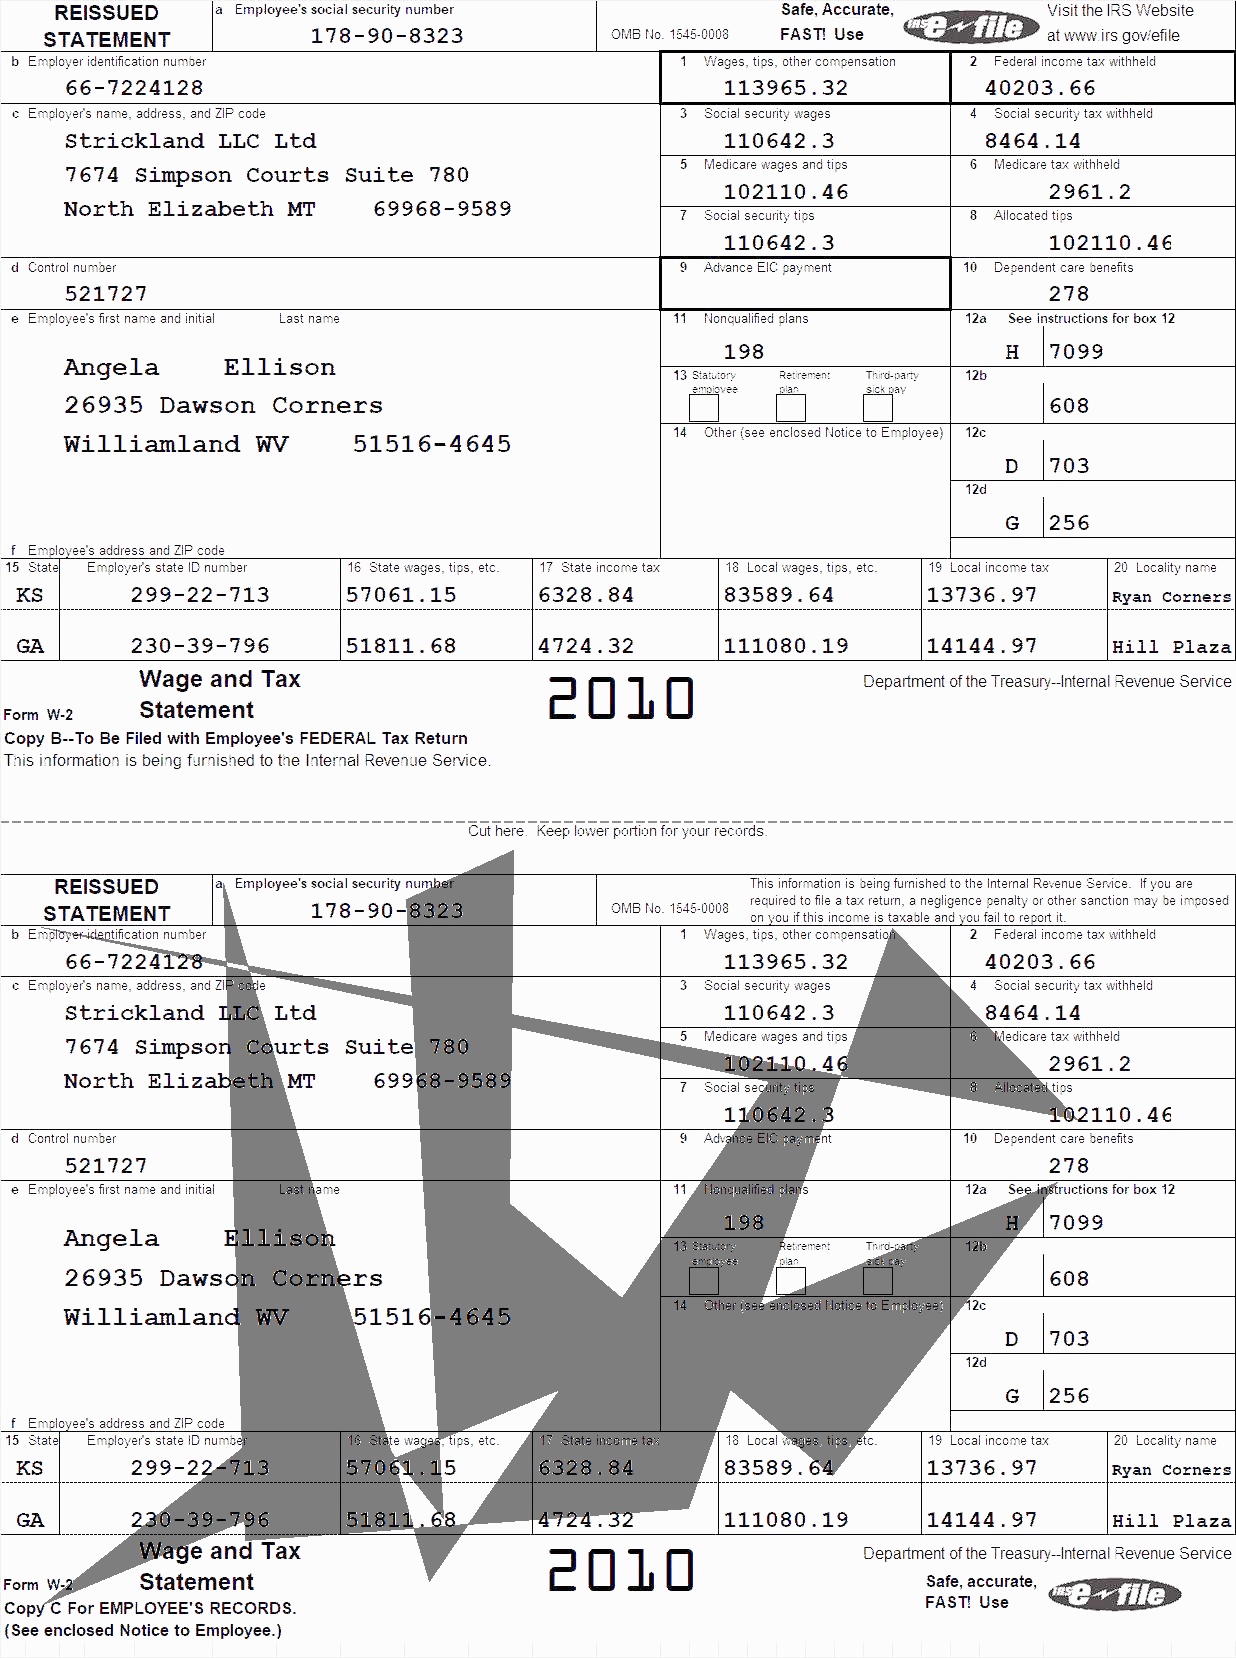 REISSUED
STATEMENT
a Employee's social security number
178-90-8323
OMB No. 1545-0008
Safe, Accurate,
FAST! Use
IRS e-file
Visit the IRS Website
at www.irs gov/efile
b Employer identification number
66-7224128
1 Wages, tips, other compensation
113965.32
2 Federal income tax withheld
40203.66
c Employer's name, address, and ZIP code
Strickland LLC Ltd
7674 Simpson Courts Suite 780
North Elizabeth MT 69968-9589
3 Social security wages
110642.3
4 Social security tax withheld
8464.14
5 Medicare wages and tips
102110.46
6 Medicare tax withheld
2961.2
7 Social security tips
110642.3
8 Allocated tips
102110.46
d Control number
521727
9 Advance EIC payment
10 Dependent care benefits
278
e Employee's first name and initial Last name
Angela Ellison
26935 Dawson Corners
Williamland WV 51516-4645
11 Nonqualified plans
198
12a See instructions for box 12
H 7099
13 Statutory employee Retirement plan Third-party sick pay
12b
608
14 Other (see enclosed Notice to Employee)
12c
D 703
12d
G 256
f Employee's address and ZIP code
15 State Employer's state ID number 16 State wages, tips, etc. 17 State income tax 18 Local wages, tips, etc. 19 Local income tax 20 Locality name
KS 299-22-713 57061.15 6328.84 83589.64 13736.97 Ryan Corners
GA 230-39-796 51811.68 4724.32 111080.19 14144.97 Hill Plaza
Wage and Tax
Statement
Form W-2
2010
Department of the Treasury--Internal Revenue Service
Copy B--To Be Filed with Employee's FEDERAL Tax Return
This information is being furnished to the Internal Revenue Service.
Cut here. Keep lower portion for your records.
REISSUED
STATEMENT
a Employee's social security number
178-90-8323
OMB No. 1545-0008
This information is being furnished to the Internal Revenue Service. If you are
required to file a tax return, a negligence penalty or other sanction may be imposed
on you if this income is taxable and you fail to report it.
b Employer identification number
66-7224128
1 Wages, tips, other compensation
113965.32
2 Federal income tax withheld
40203.66
c Employer's name, address, and ZIP code
Strickland LLC Ltd
7674 Simpson Courts Suite 780
North Elizabeth MT 69968-9589
3 Social security wages
110642.3
4 Social security tax withheld
8464.14
5 Medicare wages and tips
102110.46
6 Medicare tax withheld
2961.2
7 Social security tips
110642.3
8 Allocated tips
102110.46
d Control number
521727
9 Advance EIC payment
10 Dependent care benefits
278
e Employee's first name and initial Last name
Angela Ellison
26935 Dawson Corners
Williamland WV 51516-4645
11 Nonqualified plans
198
12a See instructions for box 12
H 7099
13 Statutory employee Retirement plan Third-party sick pay
12b
608
14 Other (see enclosed Notice to Employee)
12c
D 703
12d
G 256
f Employee's address and ZIP code
15 State Employer's state ID number 16 State wages, tips, etc. 17 State income tax 18 Local wages, tips, etc. 19 Local income tax 20 Locality name
KS 299-22-713 57061.15 6328.84 83589.64 13736.97 Ryan Corners
GA 230-39-796 51811.68 4724.32 111080.19 14144.97 Hill Plaza
Wage and Tax
Statement
Form W-2
2010
Department of the Treasury--Internal Revenue Service
Safe, accurate,
FAST! Use
IRS e-file
Copy C For EMPLOYEE'S RECORDS.
(See enclosed Notice to Employee.)